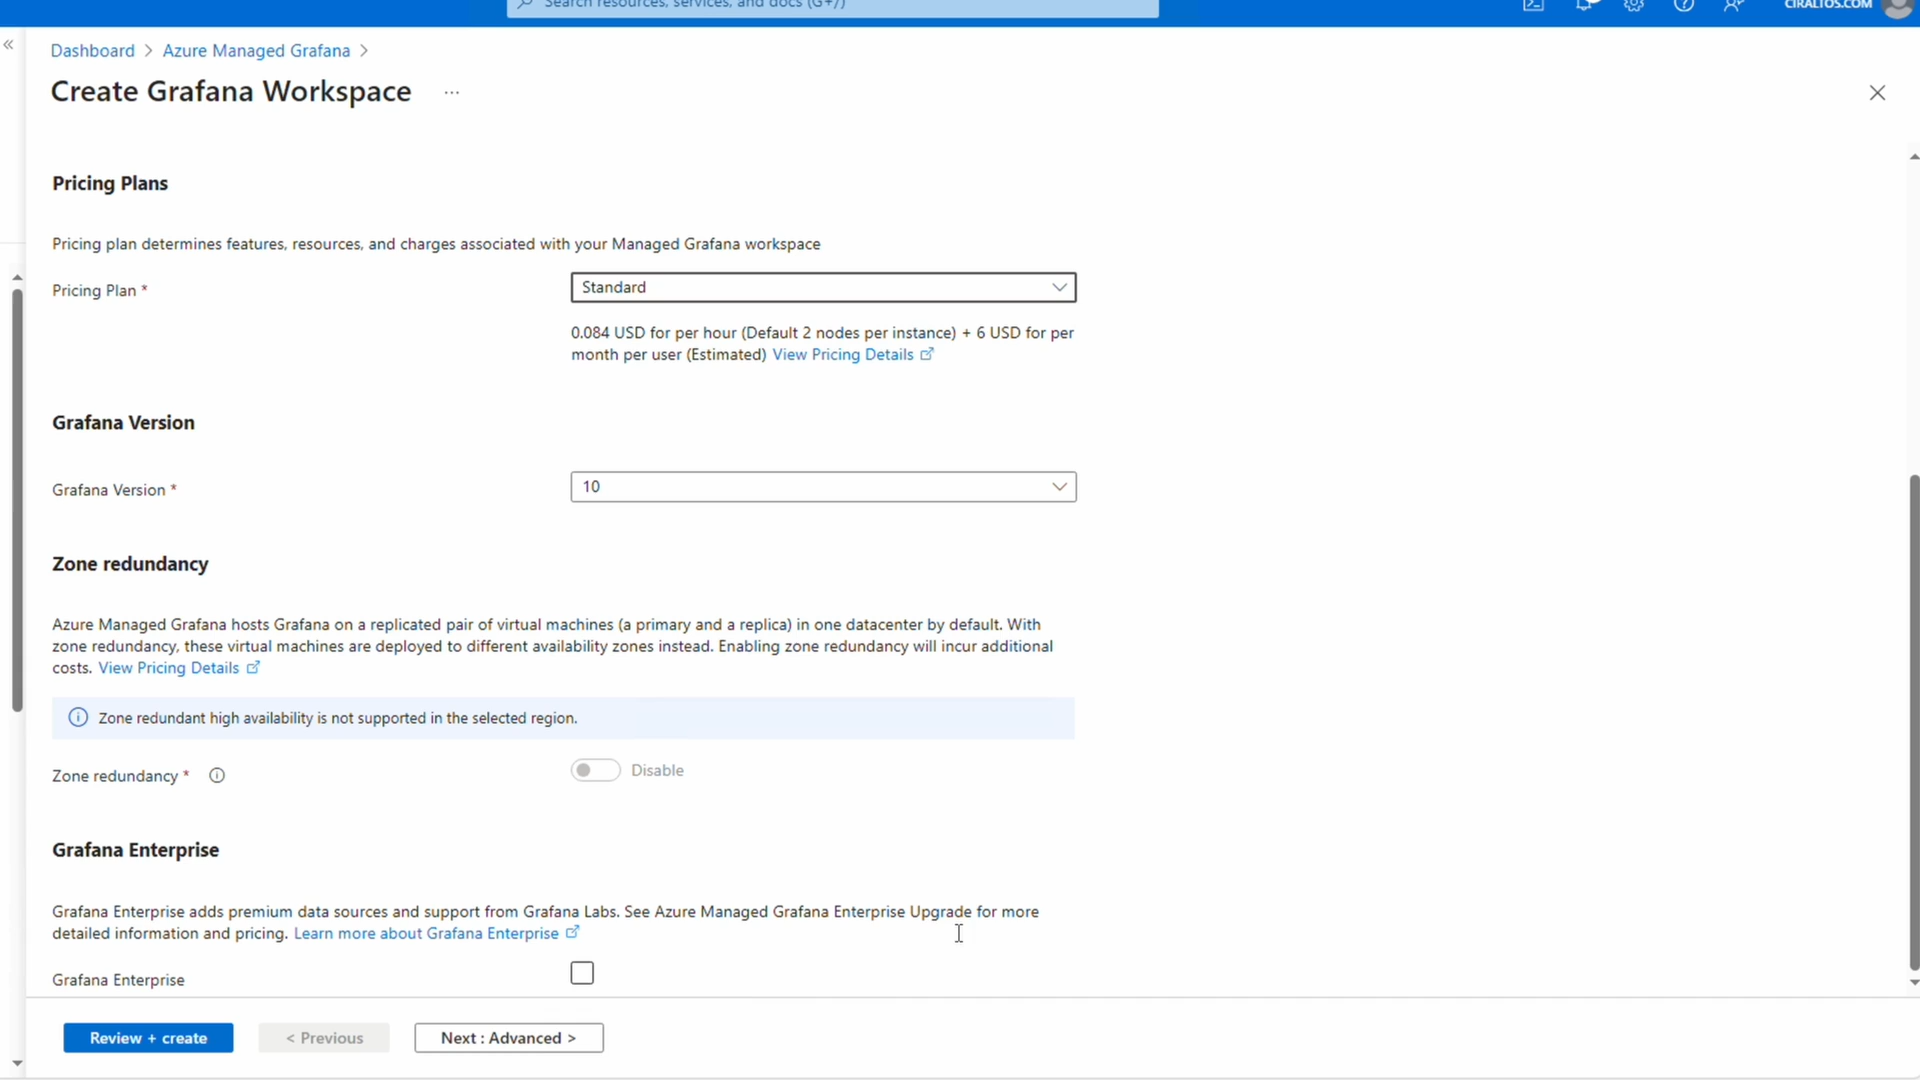 Search resources, services, and docs (G+/)
CIRALTOS.COM
Dashboard > Azure Managed Grafana >
Create Grafana Workspace ...
Pricing Plans
Pricing plan determines features, resources, and charges associated with your Managed Grafana workspace
Pricing Plan *
Standard
0.084 USD for per hour (Default 2 nodes per instance) + 6 USD for per
month per user (Estimated) View Pricing Details
Grafana Version
Grafana Version *
10
Zone redundancy
Azure Managed Grafana hosts Grafana on a replicated pair of virtual machines (a primary and a replica) in one datacenter by default. With
zone redundancy, these virtual machines are deployed to different availability zones instead. Enabling zone redundancy will incur additional
costs. View Pricing Details
Zone redundant high availability is not supported in the selected region.
Zone redundancy *
Disable
Grafana Enterprise
Grafana Enterprise adds premium data sources and support from Grafana Labs. See Azure Managed Grafana Enterprise Upgrade for more
detailed information and pricing. Learn more about Grafana Enterprise
Grafana Enterprise
Review + create
< Previous
Next : Advanced >